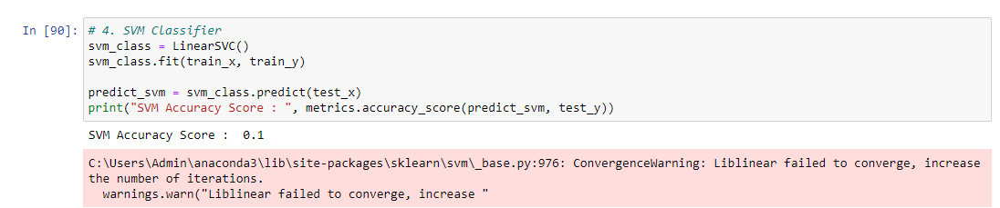 In [90]: # 4. SVM Classifier
svm_class = LinearSVC()
svm_class.fit(train_x, train_y)
predict_svm = svm_class.predict(test_x)
print("SVM Accuracy Score : ", metrics.accuracy_score(predict_svm, test_y))
SVM Accuracy Score :  0.1
C:\Users\Admin\anaconda3\lib\site-packages\sklearn\svm\_base.py:976: ConvergenceWarning: Liblinear failed to converge, increase
the number of iterations.
  warnings.warn("Liblinear failed to converge, increase "